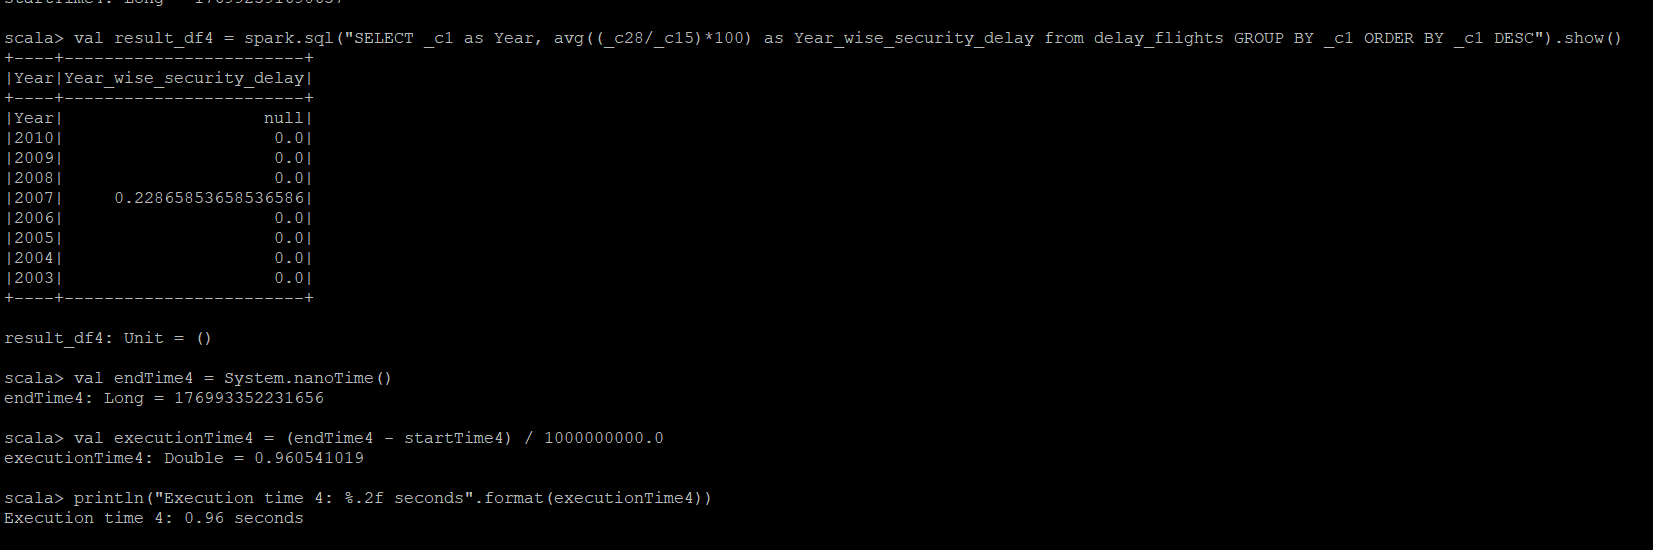 scala> val result_df4 = spark.sql("SELECT _c1 as Year, avg((_c28/_c15)*100) as Year_wise_security_delay from delay_flights GROUP BY _c1 ORDER BY _c1 DESC").show()
+----+------------------------+
|Year|Year_wise_security_delay|
+----+------------------------+
|Year|                    null|
|2010|                     0.0|
|2009|                     0.0|
|2008|                     0.0|
|2007|     0.22865853658536586|
|2006|                     0.0|
|2005|                     0.0|
|2004|                     0.0|
|2003|                     0.0|
+----+------------------------+
result_df4: Unit = ()
scala> val endTime4 = System.nanoTime()
endTime4: Long = 176993352231656
scala> val executionTime4 = (endTime4 - startTime4) / 1000000000.0
executionTime4: Double = 0.960541019
scala> println("Execution time 4: %.2f seconds".format(executionTime4))
Execution time 4: 0.96 seconds